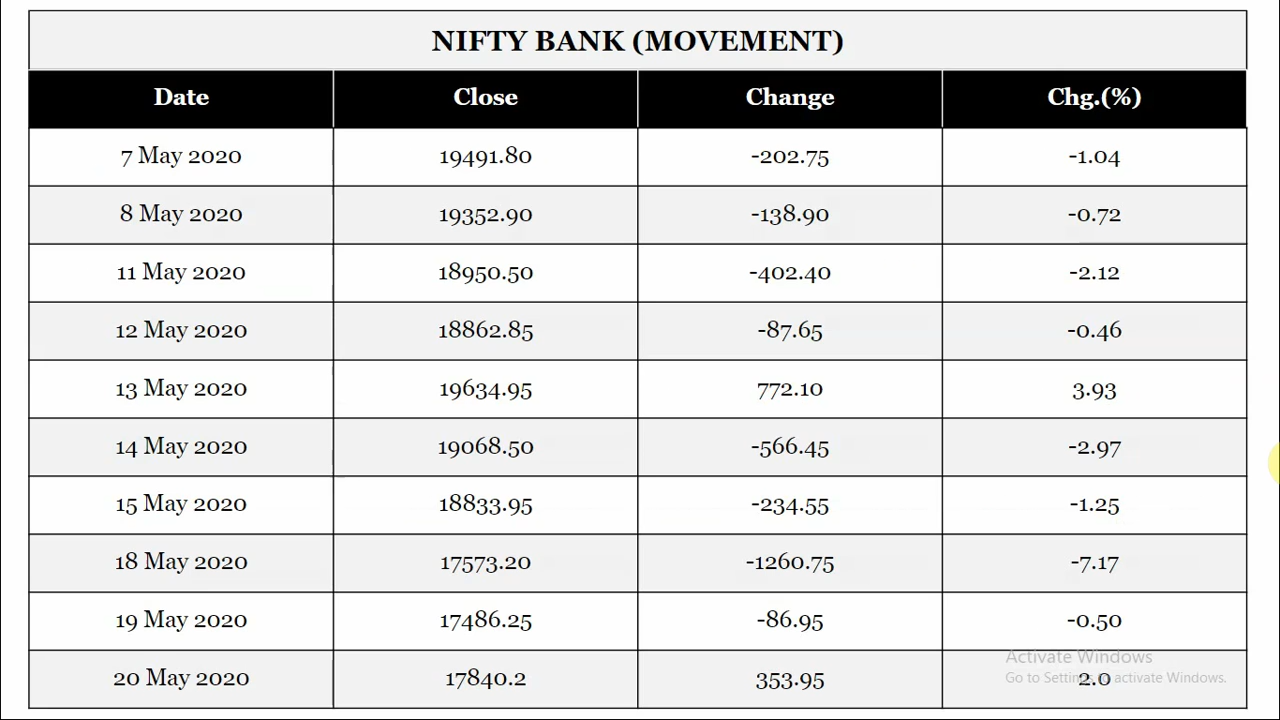 NIFTY BANK (MOVEMENT)
Date Close Change Chg.(%)
7 May 2020 19491.80 -202.75 -1.04
8 May 2020 19352.90 -138.90 -0.72
11 May 2020 18950.50 -402.40 -2.12
12 May 2020 18862.85 -87.65 -0.46
13 May 2020 19634.95 772.10 3.93
14 May 2020 19068.50 -566.45 -2.97
15 May 2020 18833.95 -234.55 -1.25
18 May 2020 17573.20 -1260.75 -7.17
19 May 2020 17486.25 -86.95 -0.50
20 May 2020 17840.2 353.95 2.0
Activate Windows
Go to Settings to activate Windows.